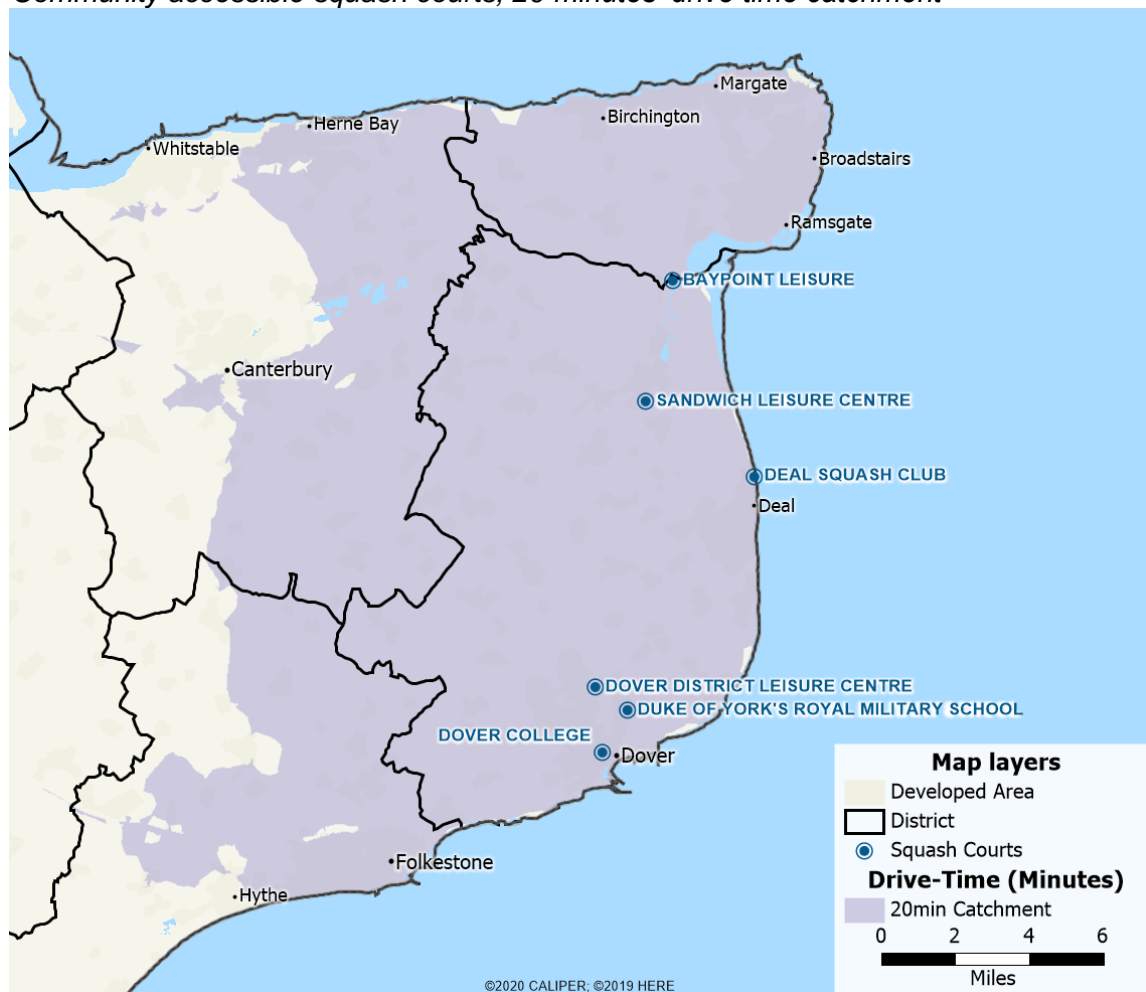 Community accessible squash courts, 20 minutes' drive time catchment
Margate
Birchington
Herne Bay
Whitstable
Broadstairs
Ramsgate
BAYPOINT LEISURE
Canterbury
SANDWICH LEISURE CENTRE
DEAL SQUASH CLUB
Deal
DOVER DISTRICT LEISURE CENTRE
DUKE OF YORK'S ROYAL MILITARY SCHOOL
DOVER COLLEGE
Dover
Folkestone
Hythe
Map layers
Developed Area
District
Squash Courts
Drive-Time (Minutes)
20min Catchment
0 2 4 6
Miles
©2020 CALIPER; ©2019 HERE